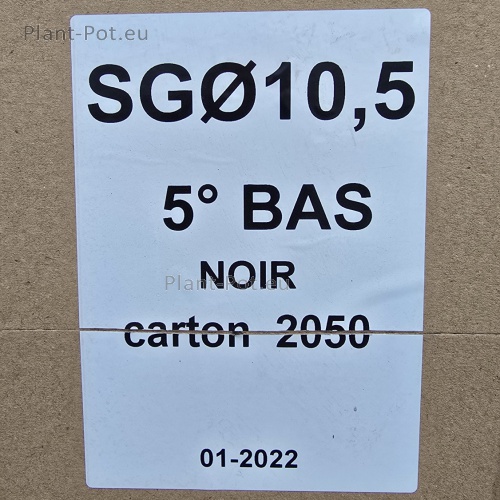 Plant-Pot.eu
SGØ10,5
5° BAS
NOIR
Plant-Pot.eu
carton 2050
01-2022